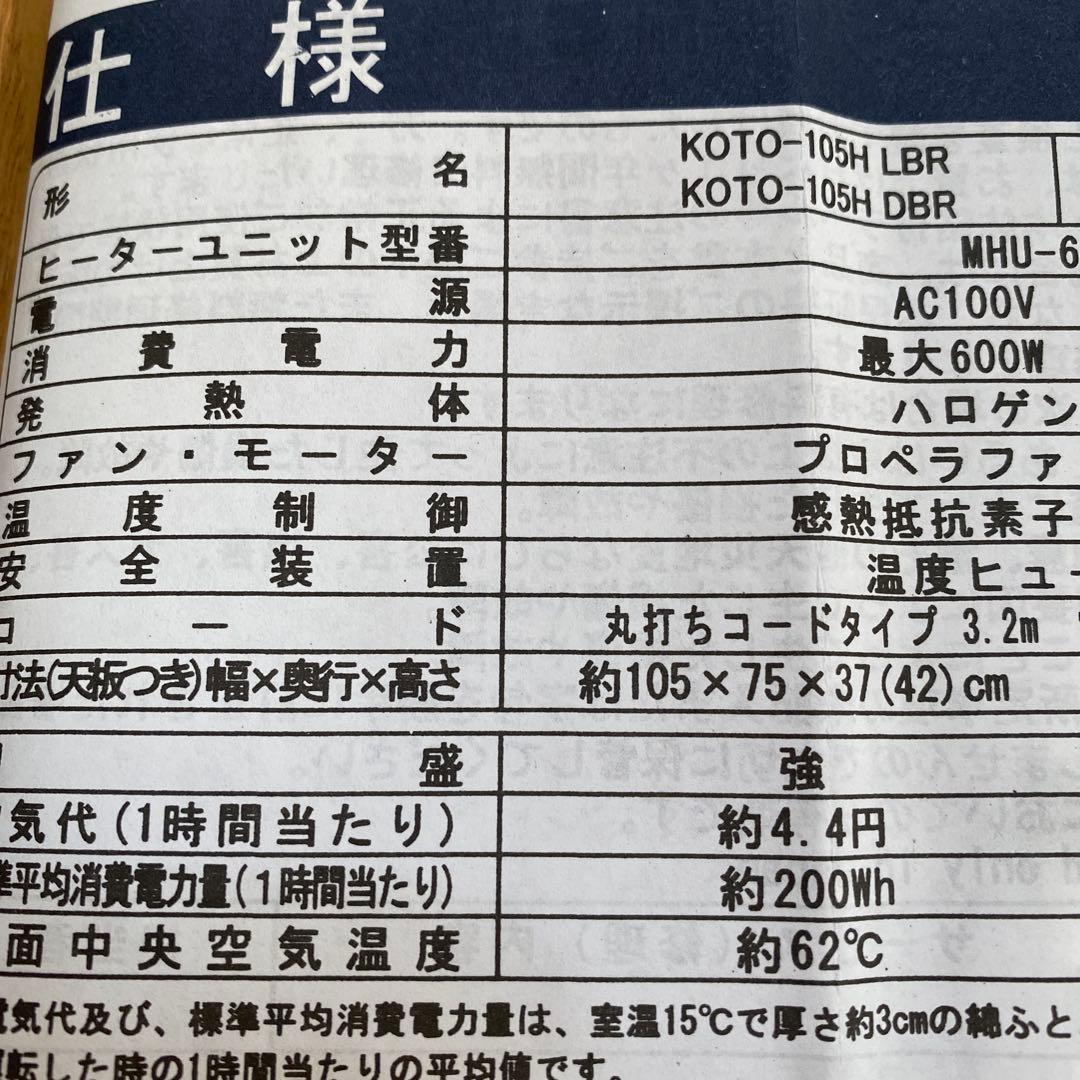 仕様
形名 KOTO-105H LBR
KOTO-105H DBR
ヒーターユニット型番 MHU-6
電源 AC100V
消費電力 最大600W
発熱体 ハロゲン
ファン・モーター プロペラファ
温度制御 感熱抵抗素子
安全装置 温度ヒュー
コード 丸打ちコードタイプ 3.2m
寸法(天板つき)幅×奥行×高さ 約105×75×37(42)cm
盛 強
電気代(1時間当たり) 約4.4円
標準平均消費電力量(1時間当たり) 約200Wh
面中央空気温度 約62℃
電気代及び、標準平均消費電力量は、室温15℃で厚さ約3cmの綿ふと
運転した時の1時間当たりの平均値です。